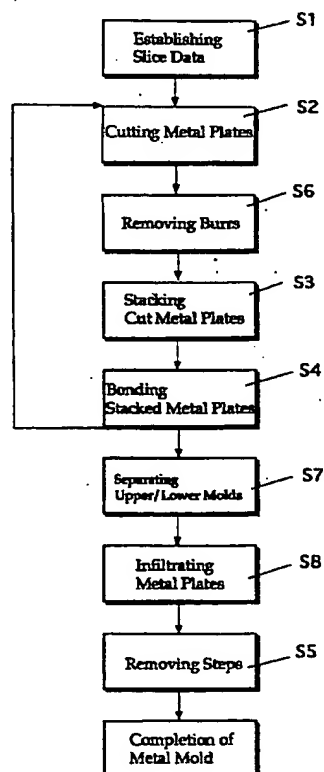 Establishing
Slice Data
S1
Cutting Metal Plates
S2
Removing Burrs
S6
Stacking
Cut Metal Plates
S3
Bonding
Stacked Metal Plates
S4
Separating
Upper/Lower Molds
S7
Infiltrating
Metal Plates
S8
Removing Steps
S5
Completion of
Metal Mold